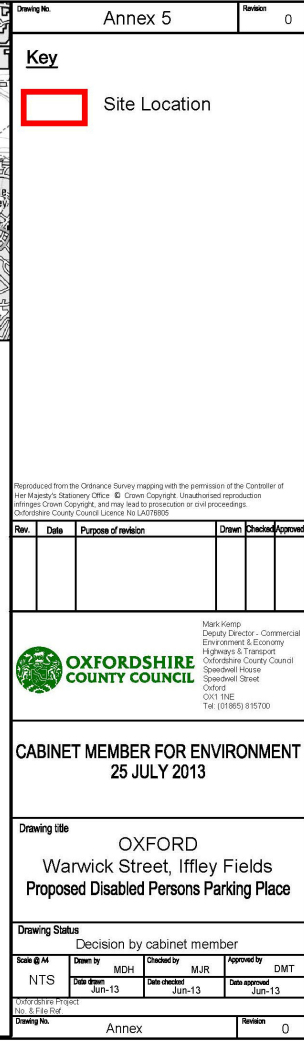 Drawing No.
Annex 5
Revision
0
Key
Site Location
Reproduced from the Ordnance Survey mapping with the permission of the Controller of
Her Majesty's Stationery Office © Crown Copyright. Unauthorised reproduction
infringes Crown Copyright, and may lead to prosecution or civil proceedings.
Oxfordshire County Council Licence No LA076805
Rev. Date Purpose of revision Drawn Checked Approved
OXFORDSHIRE
COUNTY COUNCIL
Mark Kemp
Deputy Director - Commercial
Environment & Economy
Highways & Transport
Oxfordshire County Council
Speedwell House
Speedwell Street
Oxford
OX1 1NE
Tel: (01865) 815700
CABINET MEMBER FOR ENVIRONMENT
25 JULY 2013
Drawing title
OXFORD
Warwick Street, Iffley Fields
Proposed Disabled Persons Parking Place
Drawing Status
Decision by cabinet member
Scale @ A4
NTS
Drawn by
MDH
Checked by
MJR
Approved by
DMT
Date drawn
Jun-13
Date checked
Jun-13
Date approved
Jun-13
Oxfordshire Project
No. & File Ref.
Drawing No.
Annex
Revision
0